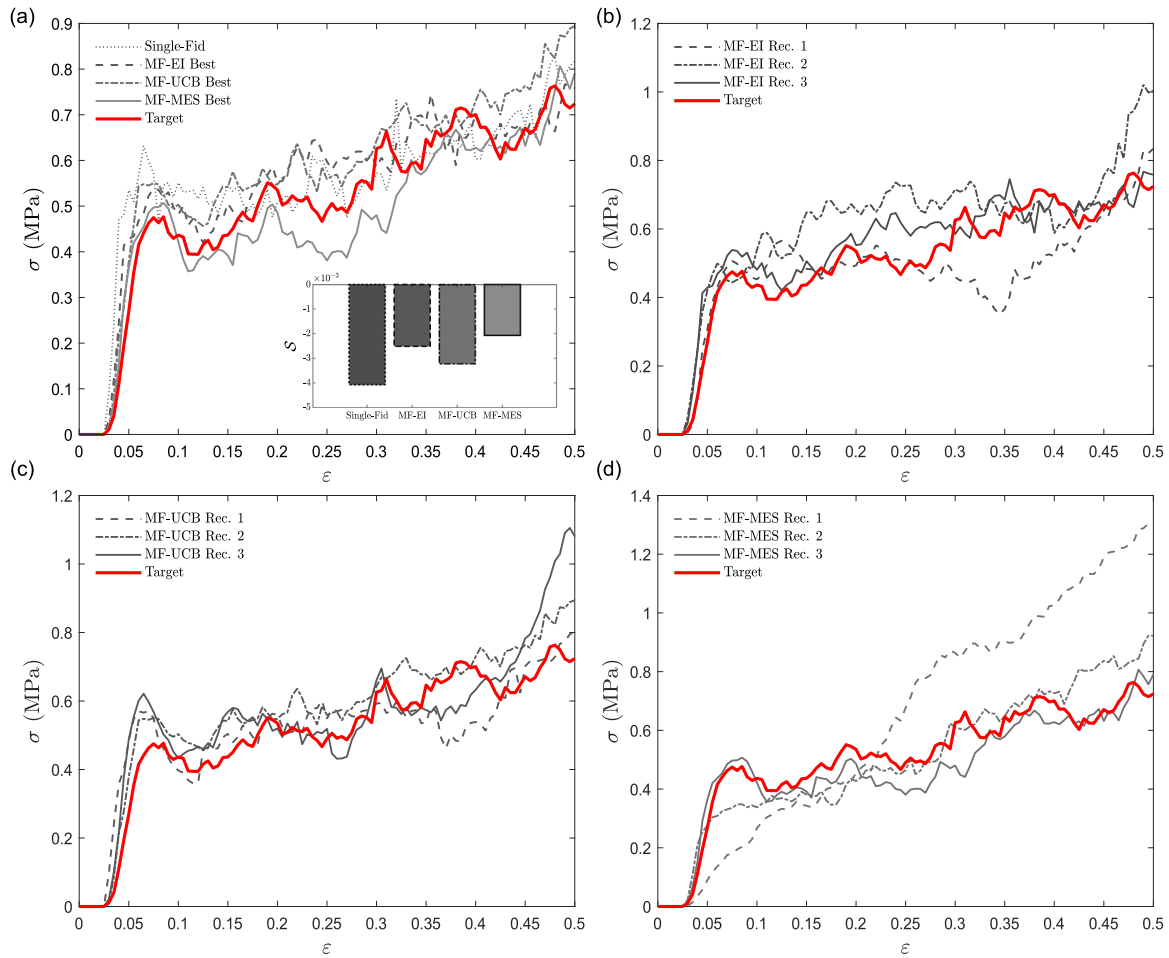 (a)
0.9
0.8
0.7
0.6
0.5
0.4
0.3
0.2
0.1
0
σ (MPa)
Single-Fid
MF-EI Best
MF-UCB Best
MF-MES Best
Target
×10⁻³
0
-1
-2
-3
-4
-5
𝒮
Single-Fid MF-EI MF-UCB MF-MES
0.05 0.1 0.15 0.2 0.25 0.3 0.35 0.4 0.45 0.5
ε
(b)
1.2
1
0.8
0.6
0.4
0.2
0
σ (MPa)
MF-EI Rec. 1
MF-EI Rec. 2
MF-EI Rec. 3
Target
0.05 0.1 0.15 0.2 0.25 0.3 0.35 0.4 0.45 0.5
ε
(c)
1.2
1
0.8
0.6
0.4
0.2
0
σ (MPa)
MF-UCB Rec. 1
MF-UCB Rec. 2
MF-UCB Rec. 3
Target
0.05 0.1 0.15 0.2 0.25 0.3 0.35 0.4 0.45 0.5
ε
(d)
1.4
1.2
1
0.8
0.6
0.4
0.2
0
σ (MPa)
MF-MES Rec. 1
MF-MES Rec. 2
MF-MES Rec. 3
Target
0.05 0.1 0.15 0.2 0.25 0.3 0.35 0.4 0.45 0.5
ε